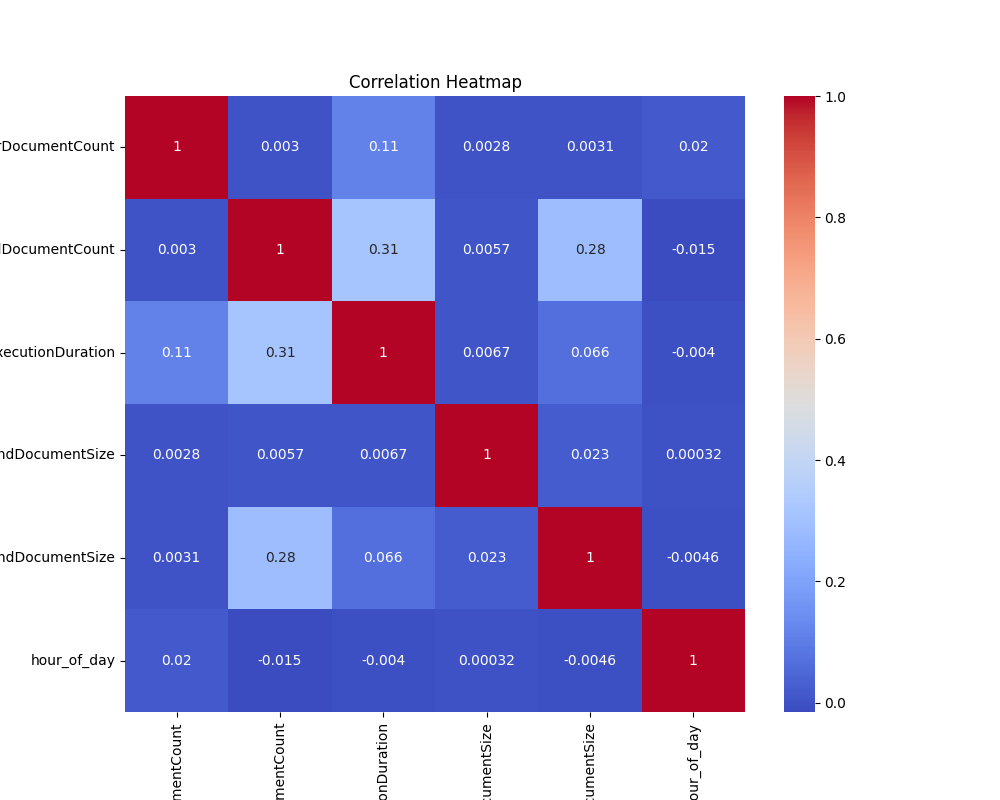 Correlation Heatmap
rDocumentCount 1 0.003 0.11 0.0028 0.0031 0.02
dDocumentCount 0.003 1 0.31 0.0057 0.28 -0.015
xecutionDuration 0.11 0.31 1 0.0067 0.066 -0.004
ndDocumentSize 0.0028 0.0057 0.0067 1 0.023 0.00032
ndDocumentSize 0.0031 0.28 0.066 0.023 1 -0.0046
hour_of_day 0.02 -0.015 -0.004 0.00032 -0.0046 1
mentCount
mentCount
onDuration
cumentSize
cumentSize
our_of_day
1.0
0.8
0.6
0.4
0.2
0.0